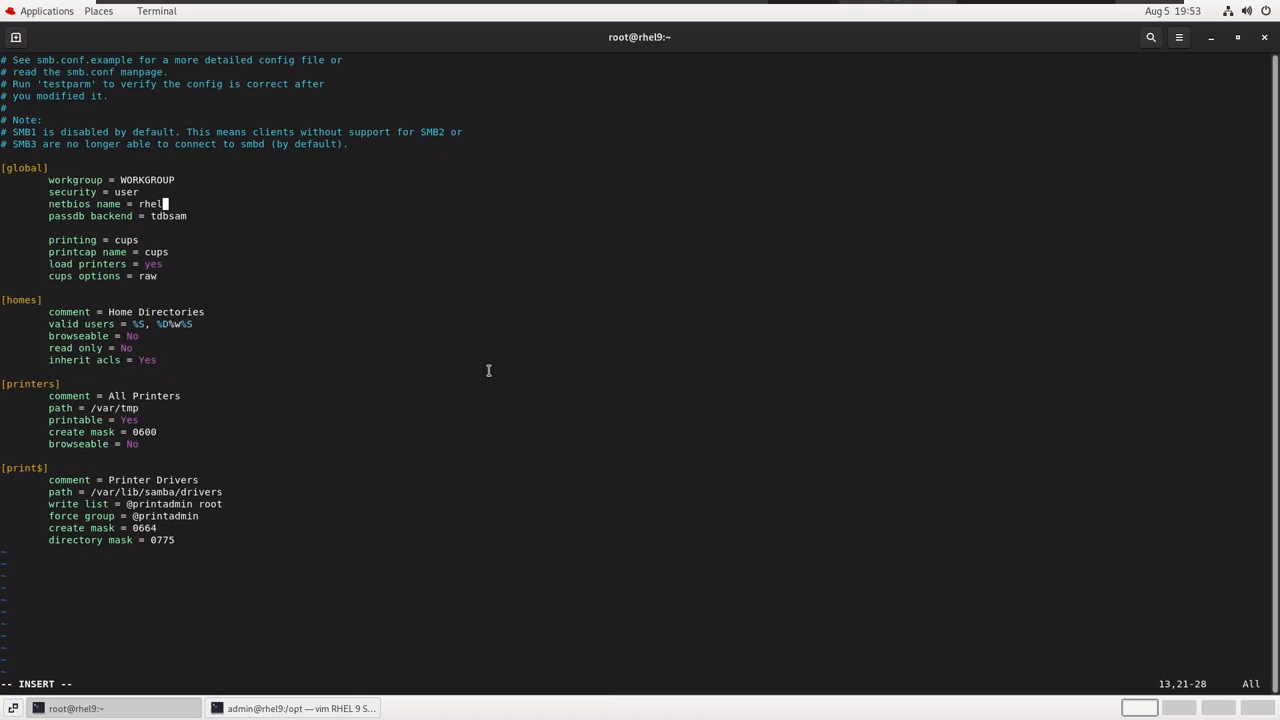 Applications Places Terminal Aug 5 19:53
root@rhel9:~
# See smb.conf.example for a more detailed config file or
# read the smb.conf manpage.
# Run 'testparm' to verify the config is correct after
# you modified it.
#
# Note:
# SMB1 is disabled by default. This means clients without support for SMB2 or
# SMB3 are no longer able to connect to smbd (by default).
[global]
workgroup = WORKGROUP
security = user
netbios name = rhel
passdb backend = tdbsam
printing = cups
printcap name = cups
load printers = yes
cups options = raw
[homes]
comment = Home Directories
valid users = %S, %D%w%S
browseable = No
read only = No
inherit acls = Yes
[printers]
comment = All Printers
path = /var/tmp
printable = Yes
create mask = 0600
browseable = No
[print$]
comment = Printer Drivers
path = /var/lib/samba/drivers
write list = @printadmin root
force group = @printadmin
create mask = 0664
directory mask = 0775
~
~
~
~
~
~
~
~
~
~
~
-- INSERT -- 13,21-28 All
root@rhel9:~ admin@rhel9:/opt — vim RHEL 9 S...